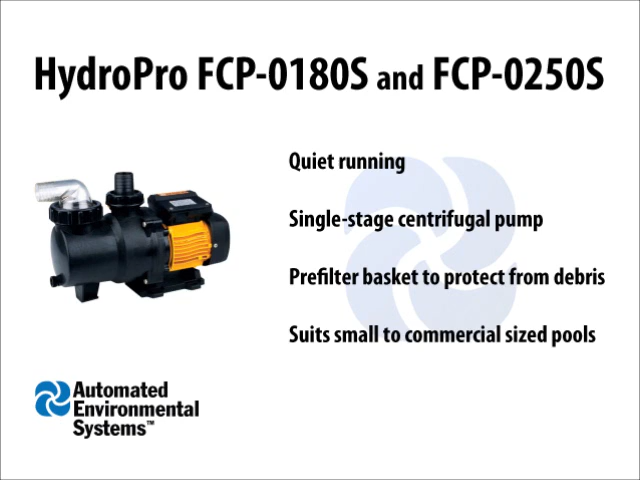 HydroPro FCP-0180S and FCP-0250S
Quiet running
Single-stage centrifugal pump
Prefilter basket to protect from debris
Suits small to commercial sized pools
Automated
Environmental
Systems™